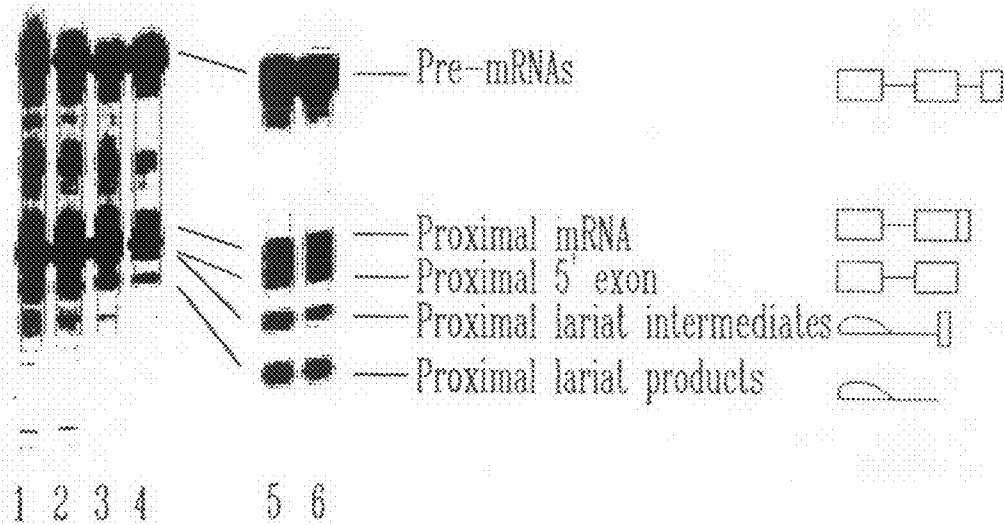 Pre-mRNAs
Proximal mRNA
Proximal 5' exon
Proximal lariat intermediates
Proximal lariat products
1 2 3 4 5 6